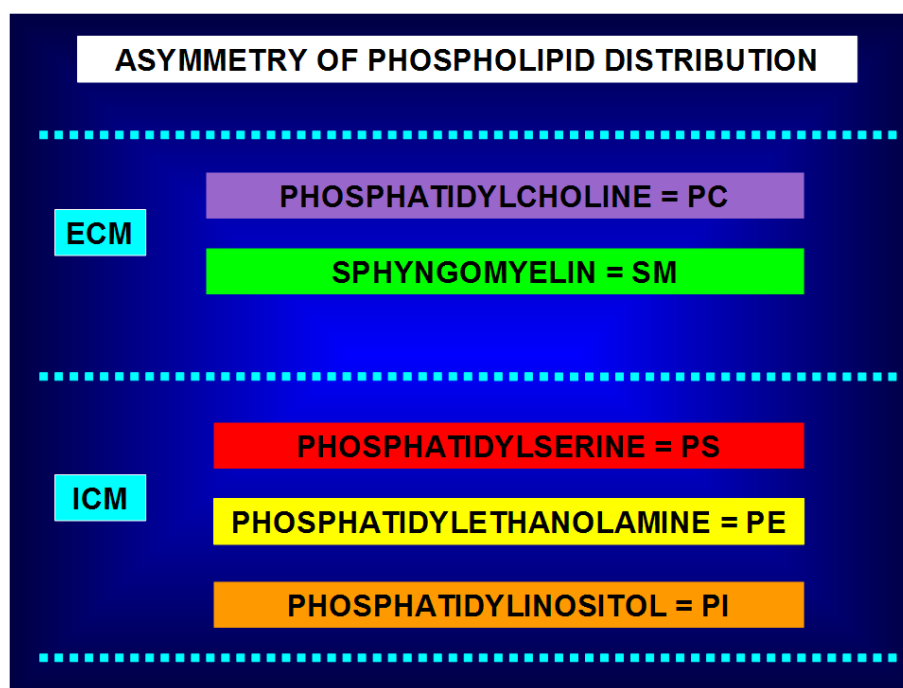 ASYMMETRY OF PHOSPHOLIPID DISTRIBUTION
PHOSPHATIDYLCHOLINE = PC
ECM
SPHYNGOMYELIN = SM
PHOSPHATIDYLSERINE = PS
ICM
PHOSPHATIDYLETHANOLAMINE = PE
PHOSPHATIDYLINOSITOL = PI